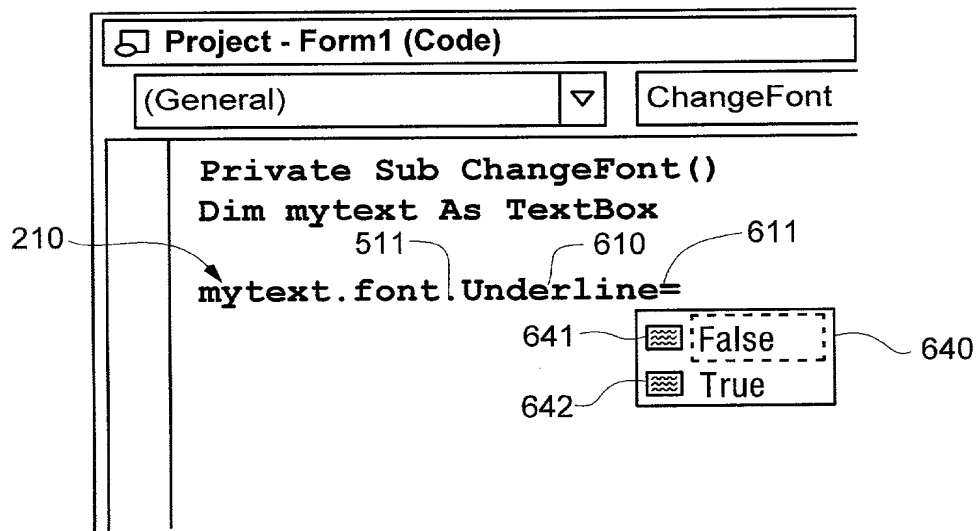 Project - Form1 (Code)
(General) ChangeFont
Private Sub ChangeFont()
Dim mytext As TextBox
210 511 610 611
mytext.font.Underline=
641 False 640
642 True